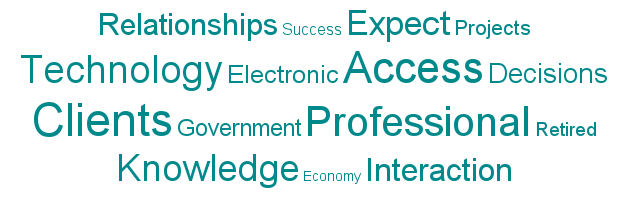 Relationships Success Expect Projects
Technology Electronic Access Decisions
Clients Government Professional Retired
Knowledge Economy Interaction